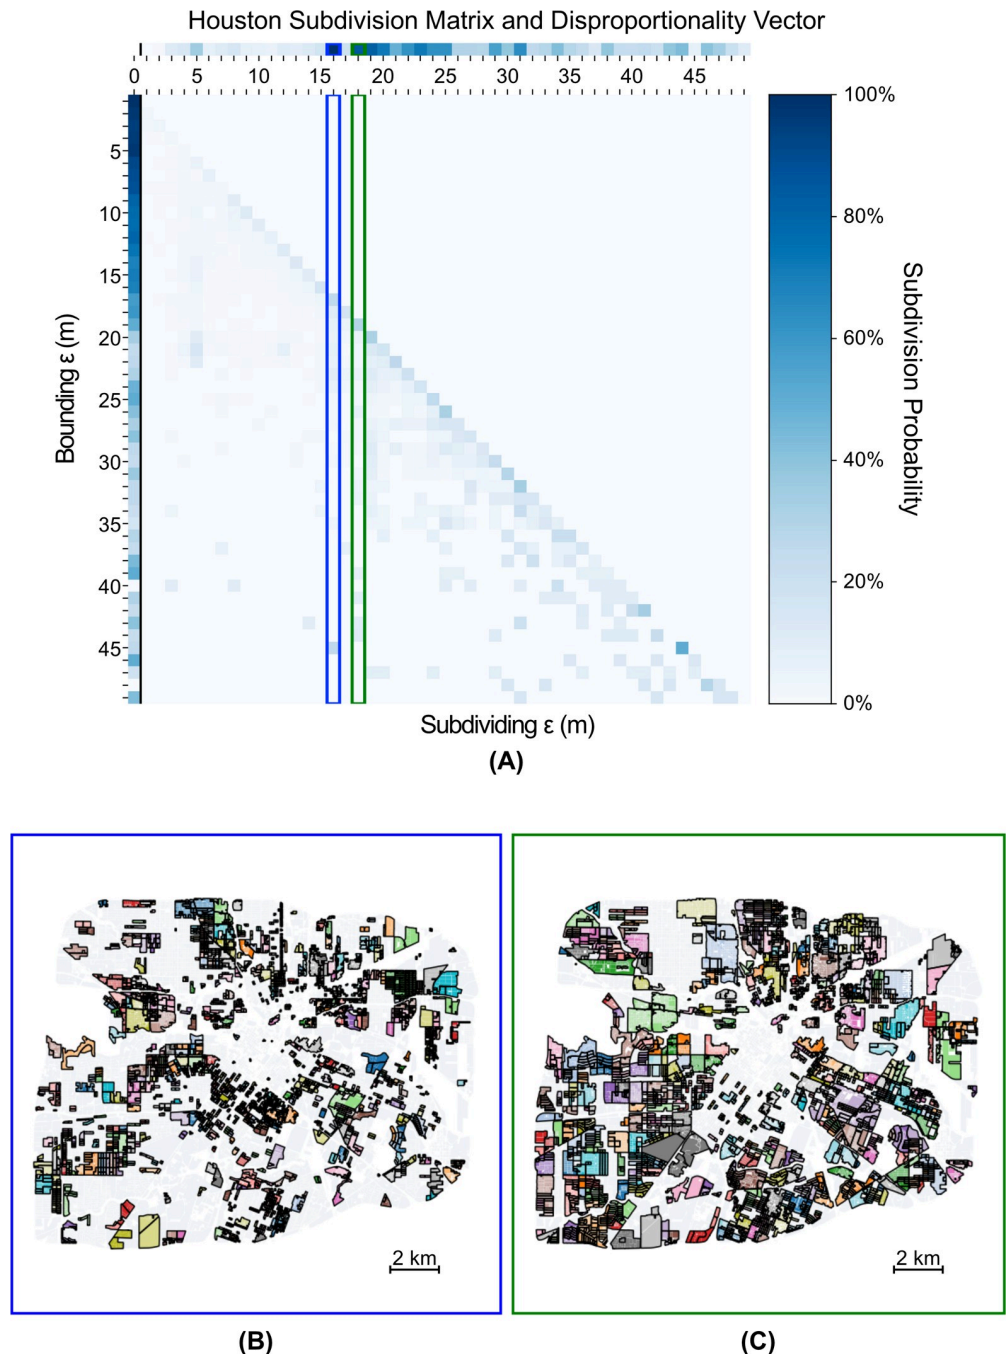 Houston Subdivision Matrix and Disproportionality Vector
0 5 10 15 20 25 30 35 40 45
5
10
15
20
25
30
35
40
45
Bounding ε (m)
Subdividing ε (m)
100%
80%
60%
40%
20%
0%
Subdivision Probability
(A)
2 km
2 km
(B) (C)